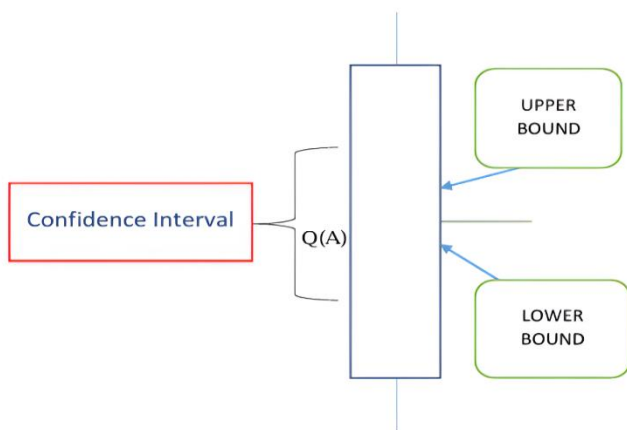 UPPER
BOUND
Confidence Interval
Q(A)
LOWER
BOUND